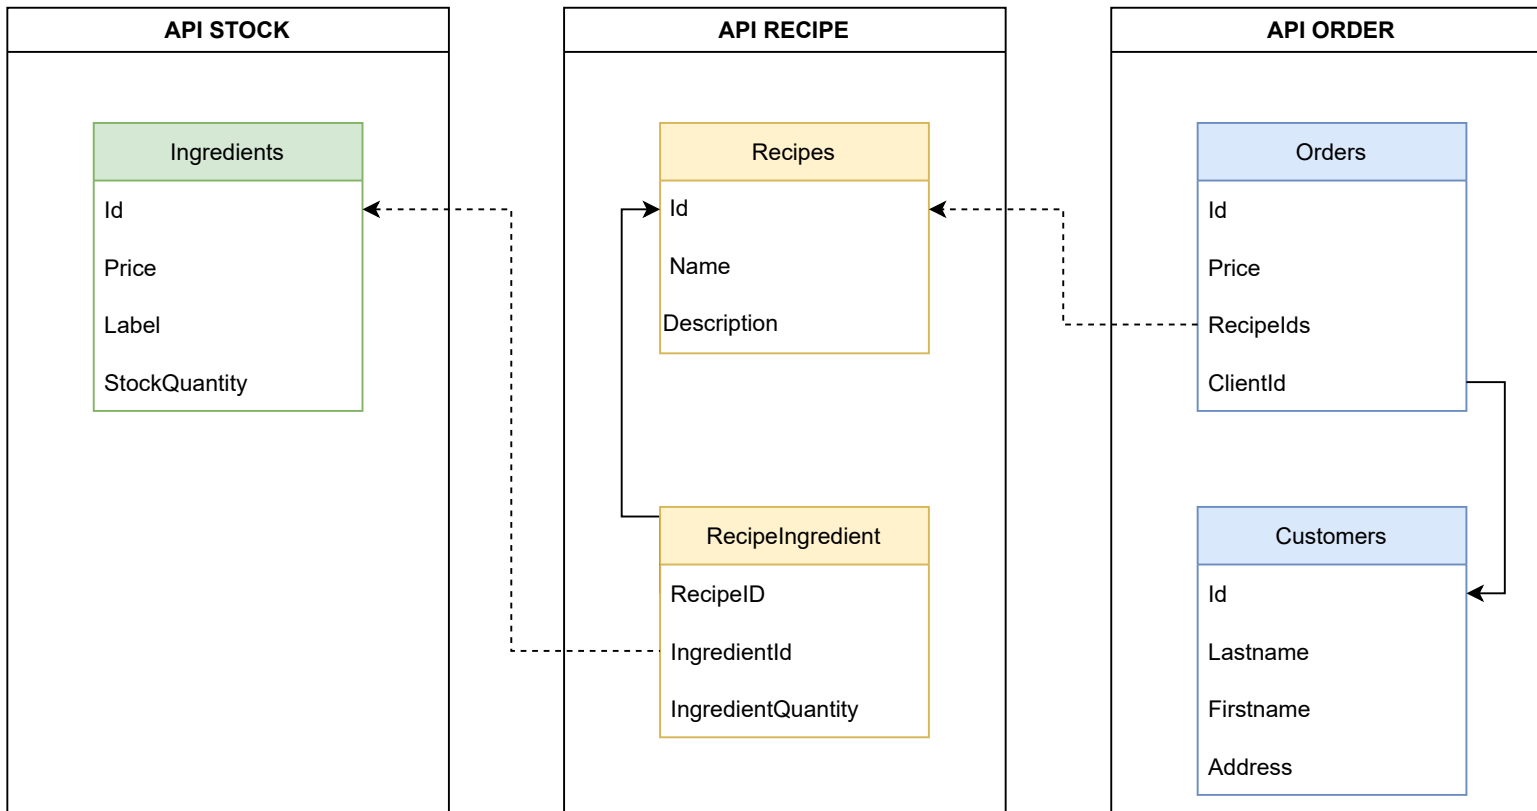 API STOCK
Ingredients
Id
Price
Label
StockQuantity
API RECIPE
Recipes
Id
Name
Description
RecipeIngredient
RecipeID
IngredientId
IngredientQuantity
API ORDER
Orders
Id
Price
RecipeIds
ClientId
Customers
Id
Lastname
Firstname
Address